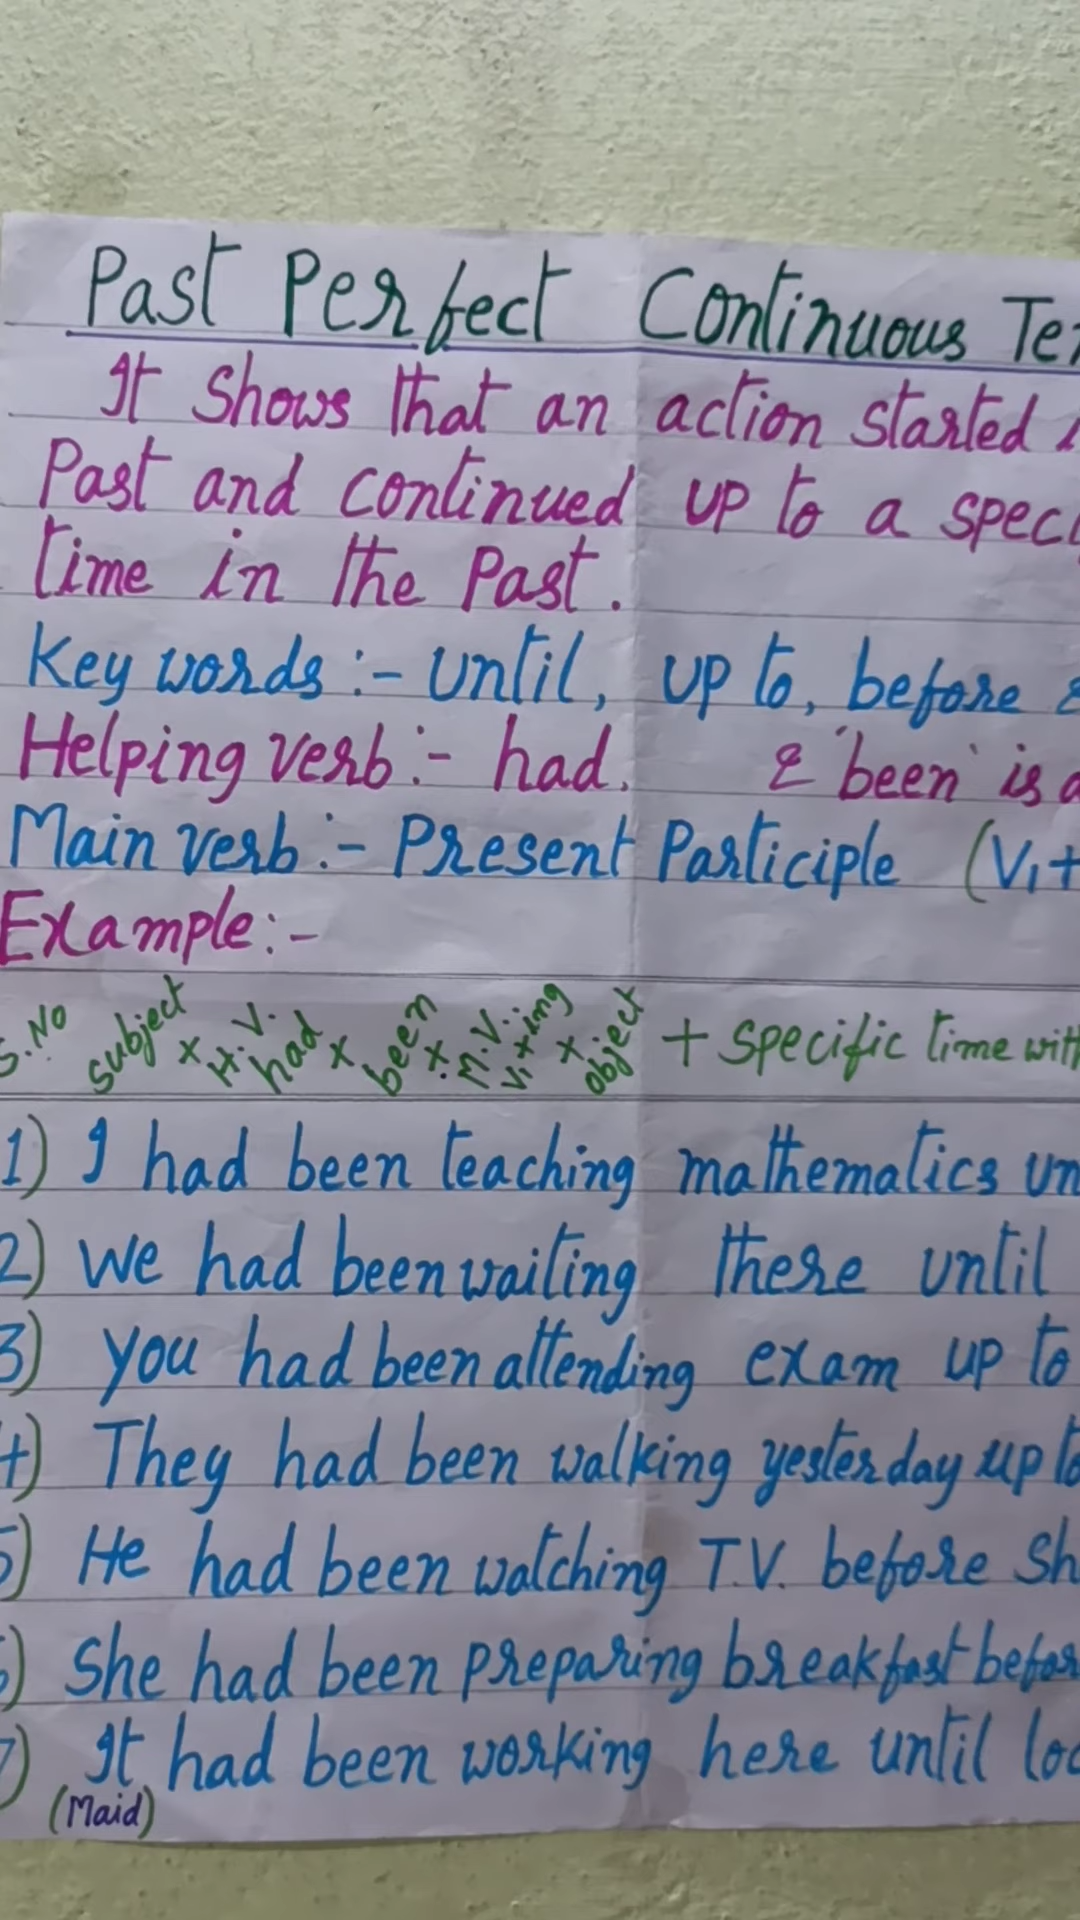 Past Perfect Continuous
It shows that an action started
Past and continued up to a
time in the Past.
Key words :- until, up to, before &
Helping verb :- had. & 'been' is
Main verb :- Present Participle (V1+
Example :-
S.No Subject x H.V. had x been x M.V. V1 x ing x object + specific time with
1) I had been teaching mathematics
2) We had been waiting there until
3) you had been attending exam up to
4) They had been walking yesterday up to
5) He had been watching T.V. before
6) She had been preparing breakfast
7) It had been working here until
(Maid)